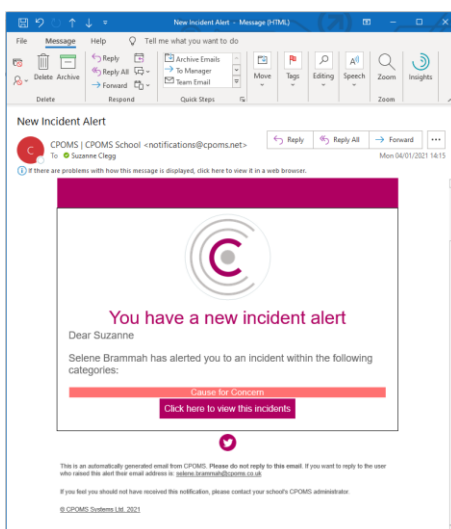 New Incident Alert - Message (HTML)
File Message Help Tell me what you want to do
Delete Archive
Reply
Reply All
Forward
Archive Emails
To Manager
Team Email
Move
Tags
Editing
Speech
Zoom
Insights
Delete Respond Quick Steps Zoom
New Incident Alert
C
CPOMS | CPOMS School <notifications@cpoms.net>
To Suzanne Clegg
Reply Reply All Forward
Mon 04/01/2021 14:15
If there are problems with how this message is displayed, click here to view it in a web browser.
You have a new incident alert
Dear Suzanne
Selene Brammah has alerted you to an incident within the following
categories:
Cause for Concern
Click here to view this incidents
This is an automatically generated email from CPOMS. Please do not reply to this email. If you want to reply to the user
who raised this alert their email address is: selene.brammah@cpoms.co.uk
If you feel you should not have received this notification, please contact your school's CPOMS administrator.
© CPOMS Systems Ltd, 2021